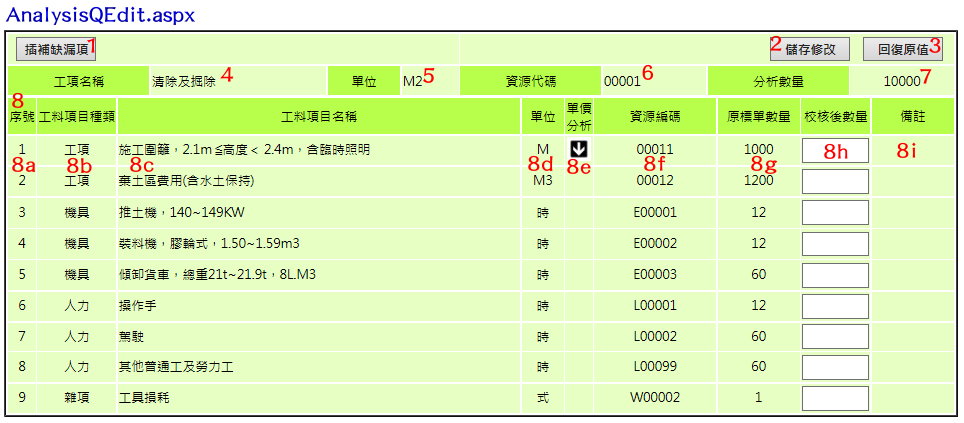 AnalysisQEdit.aspx
插補缺漏項 1 2 儲存修改 回復原值 3
工項名稱 清除及掘除 4 單位 M2 5 資源代碼 00001 6 分析數量 10000 7
8
序號 工料項目種類 工料項目名稱 單位 單價分析 資源編碼 原標單數量 校核後數量 備註
1 工項 施工圍籬，2.1m≦高度＜2.4m，含臨時照明 M 00011 1000
8a 8b 8c 8d 8e 8f 8g 8h 8i
2 工項 棄土區費用(含水土保持) M3 00012 1200
3 機具 推土機，140~149KW 時 E00001 12
4 機具 裝料機，膠輪式，1.50~1.59m3 時 E00002 12
5 機具 傾卸貨車，總重21t~21.9t，8L.M3 時 E00003 60
6 人力 操作手 時 L00001 12
7 人力 駕駛 時 L00002 60
8 人力 其他普通工及勞力工 時 L00099 60
9 雜項 工具損耗 式 W00002 1